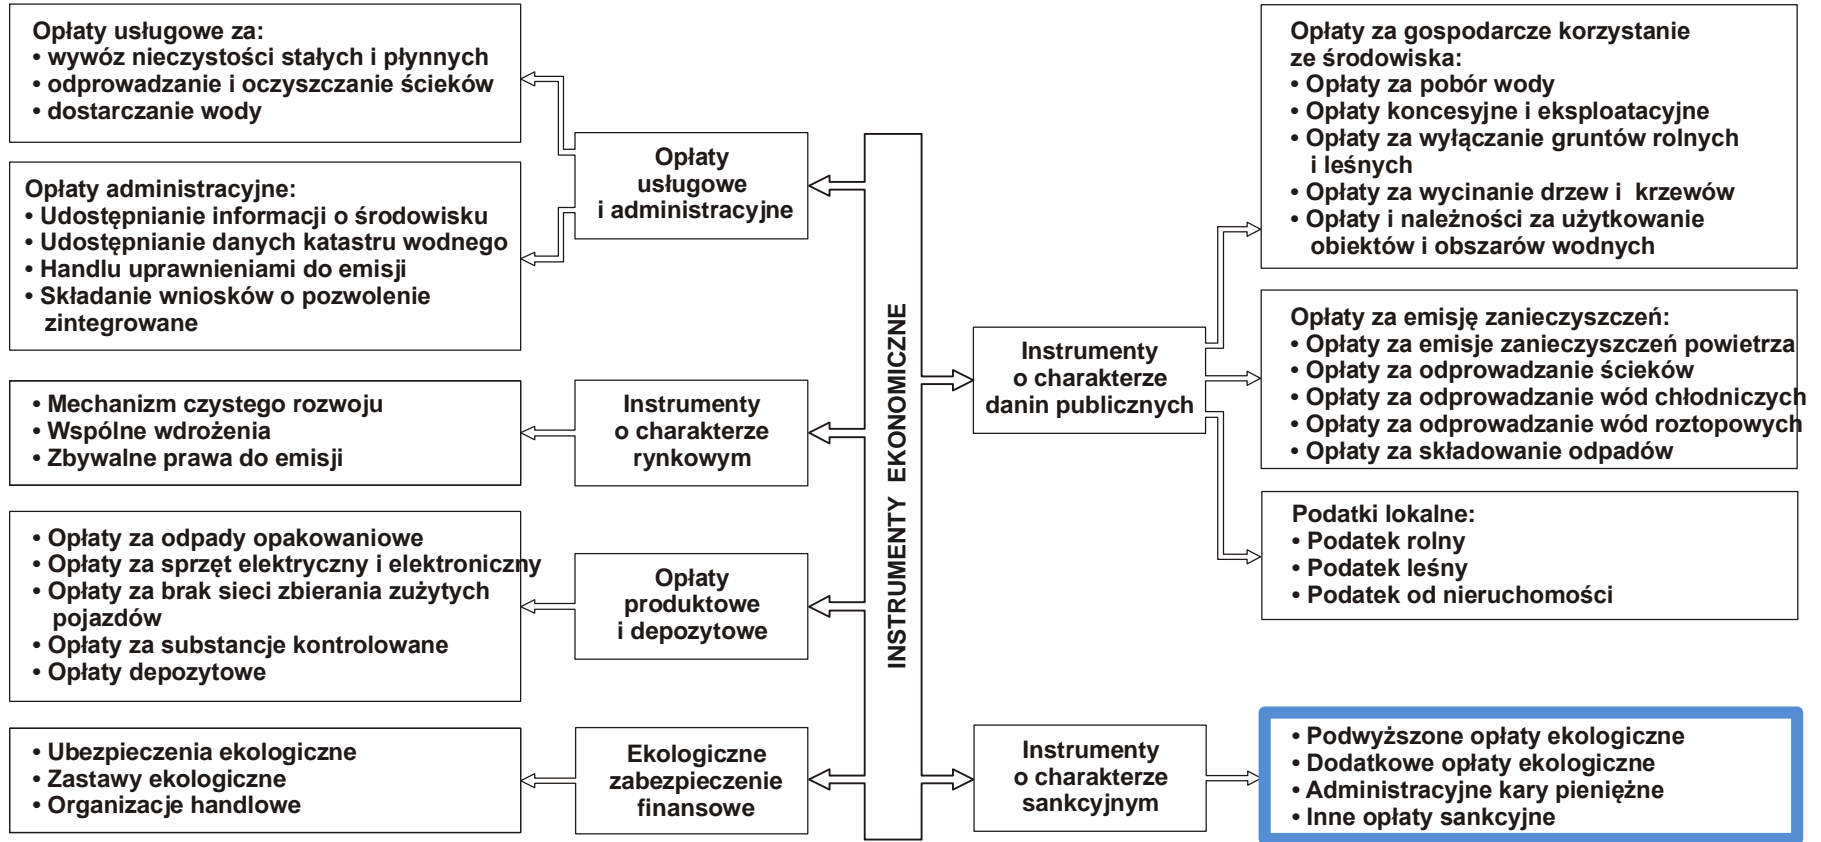 Opłaty usługowe za:
• wywóz nieczystości stałych i płynnych
• odprowadzanie i oczyszczanie ścieków
• dostarczanie wody
Opłaty administracyjne:
• Udostępnianie informacji o środowisku
• Udostępnianie danych katastru wodnego
• Handlu uprawnieniami do emisji
• Składanie wniosków o pozwolenie
zintegrowane
• Mechanizm czystego rozwoju
• Wspólne wdrożenia
• Zbywalne prawa do emisji
• Opłaty za odpady opakowaniowe
• Opłaty za sprzęt elektryczny i elektroniczny
• Opłaty za brak sieci zbierania zużytych
pojazdów
• Opłaty za substancje kontrolowane
• Opłaty depozytowe
• Ubezpieczenia ekologiczne
• Zastawy ekologiczne
• Organizacje handlowe
Opłaty
usługowe
i administracyjne
Instrumenty
o charakterze
rynkowym
Opłaty
produktowe
i depozytowe
Ekologiczne
zabezpieczenie
finansowe
INSTRUMENTY EKONOMICZNE
Instrumenty
o charakterze
danin publicznych
Instrumenty
o charakterze
sankcyjnym
Opłaty za gospodarcze korzystanie
ze środowiska:
• Opłaty za pobór wody
• Opłaty koncesyjne i eksploatacyjne
• Opłaty za wyłączanie gruntów rolnych
i leśnych
• Opłaty za wycinanie drzew i krzewów
• Opłaty i należności za użytkowanie
obiektów i obszarów wodnych
Opłaty za emisję zanieczyszczeń:
• Opłaty za emisje zanieczyszczeń powietrza
• Opłaty za odprowadzanie ścieków
• Opłaty za odprowadzanie wód chłodniczych
• Opłaty za odprowadzanie wód roztopowych
• Opłaty za składowanie odpadów
Podatki lokalne:
• Podatek rolny
• Podatek leśny
• Podatek od nieruchomości
• Podwyższone opłaty ekologiczne
• Dodatkowe opłaty ekologiczne
• Administracyjne kary pieniężne
• Inne opłaty sankcyjne